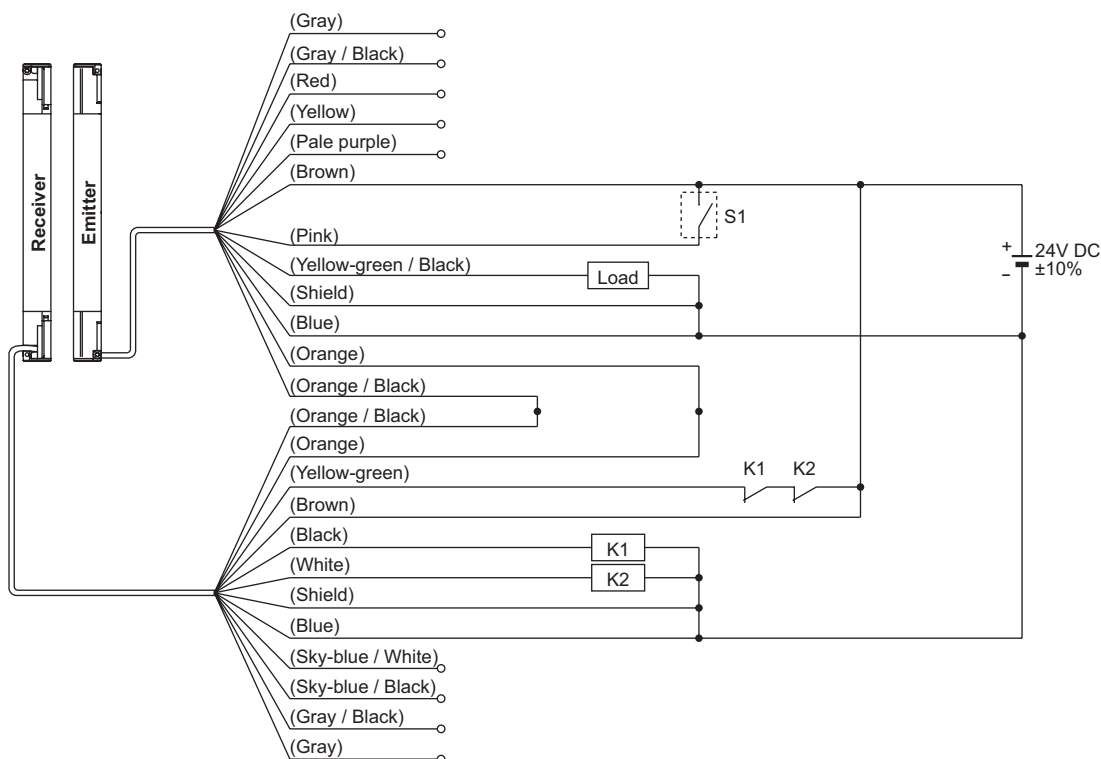 (Gray)
(Gray / Black)
(Red)
(Yellow)
(Pale purple)
(Brown)
Receiver
Emitter
S1
(Pink)
(Yellow-green / Black)
Load
+
24V DC
–
±10%
(Shield)
(Blue)
(Orange)
(Orange / Black)
(Orange / Black)
(Orange)
(Yellow-green)
K1 K2
(Brown)
(Black)
K1
(White)
K2
(Shield)
(Blue)
(Sky-blue / White)
(Sky-blue / Black)
(Gray / Black)
(Gray)